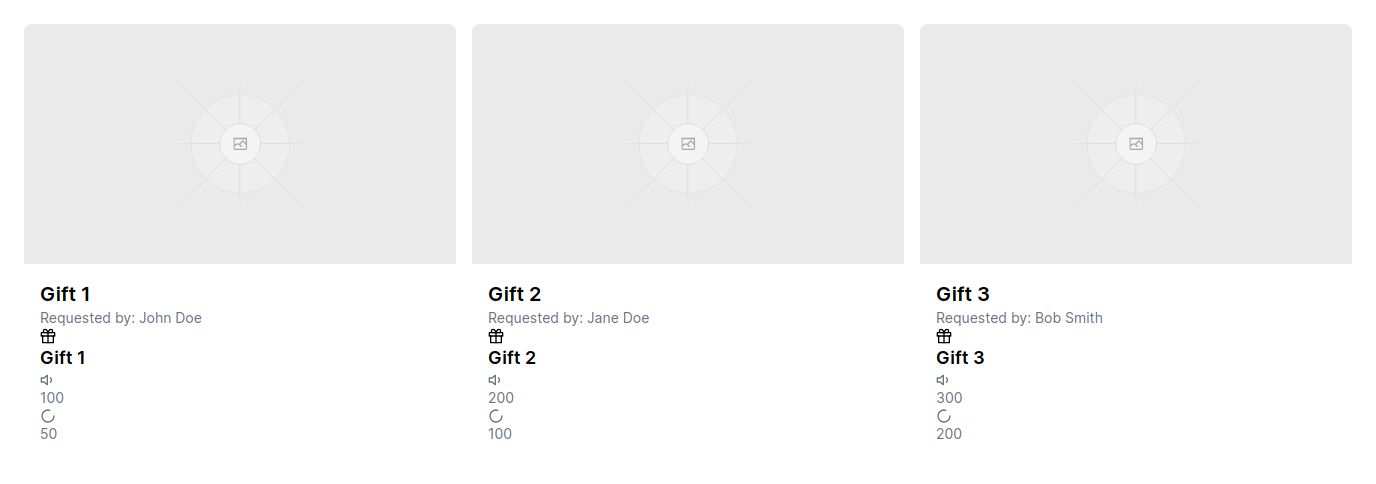 Gift 1
Requested by: John Doe
Gift 1
100
50
Gift 2
Requested by: Jane Doe
Gift 2
200
100
Gift 3
Requested by: Bob Smith
Gift 3
300
200